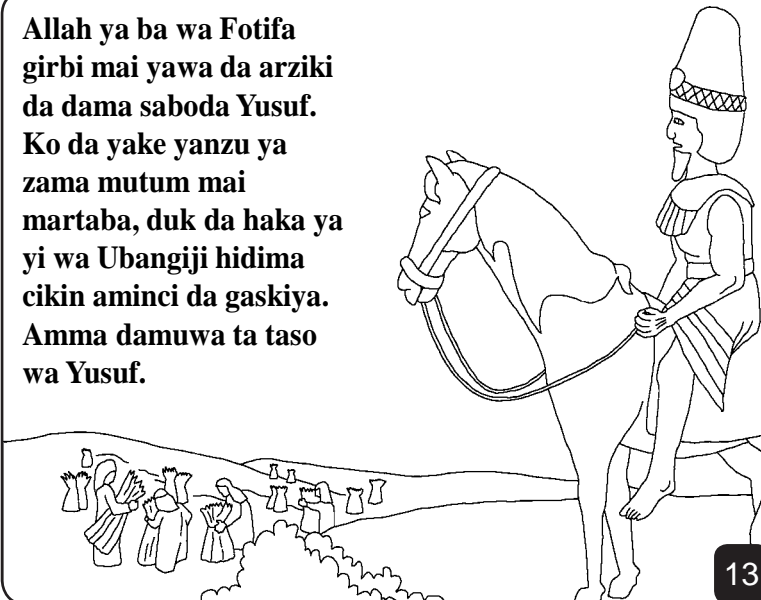 Allah ya ba wa Fotifa
girbi mai yawa da arziki
da dama saboda Yusuf.
Ko da yake yanzu ya
zama mutum mai
martaba, duk da haka ya
yi wa Ubangiji hidima
cikin aminci da gaskiya.
Amma damuwa ta taso
wa Yusuf.
13